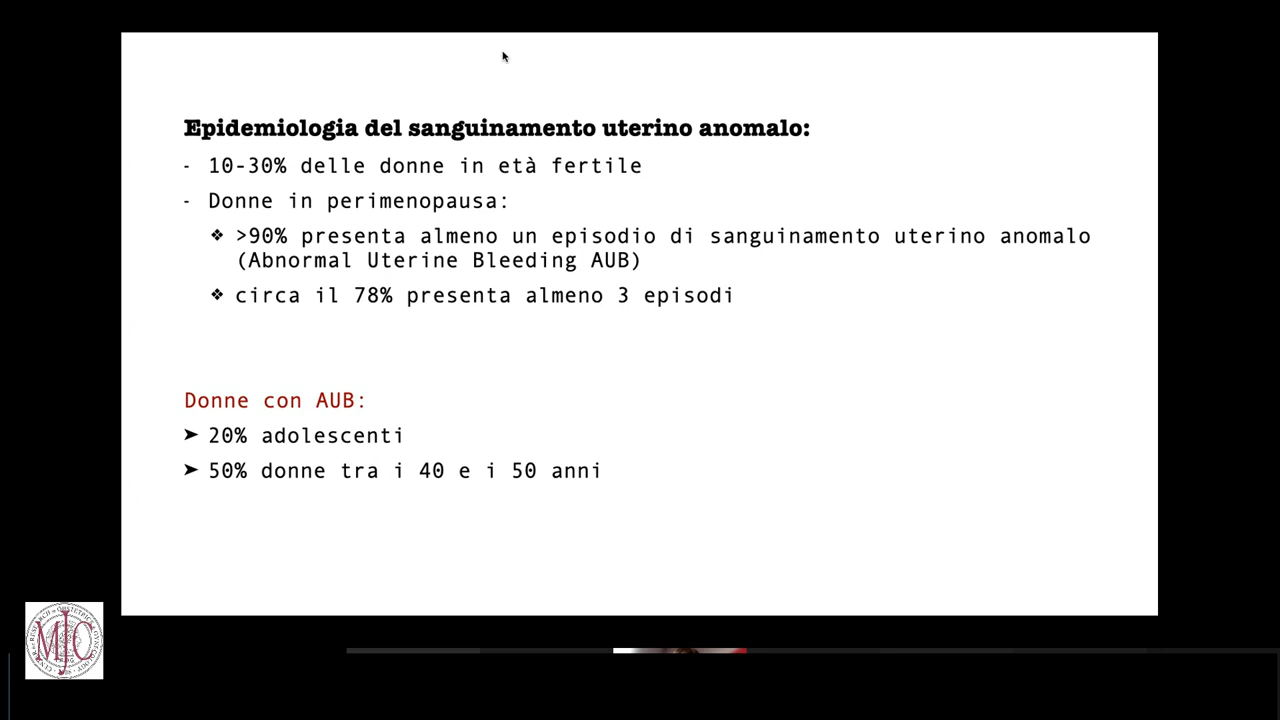 Epidemiologia del sanguinamento uterino anomalo:
- 10-30% delle donne in età fertile
- Donne in perimenopausa:
❖ >90% presenta almeno un episodio di sanguinamento uterino anomalo
(Abnormal Uterine Bleeding AUB)
❖ circa il 78% presenta almeno 3 episodi
Donne con AUB:
➤ 20% adolescenti
➤ 50% donne tra i 40 e i 50 anni
MJC